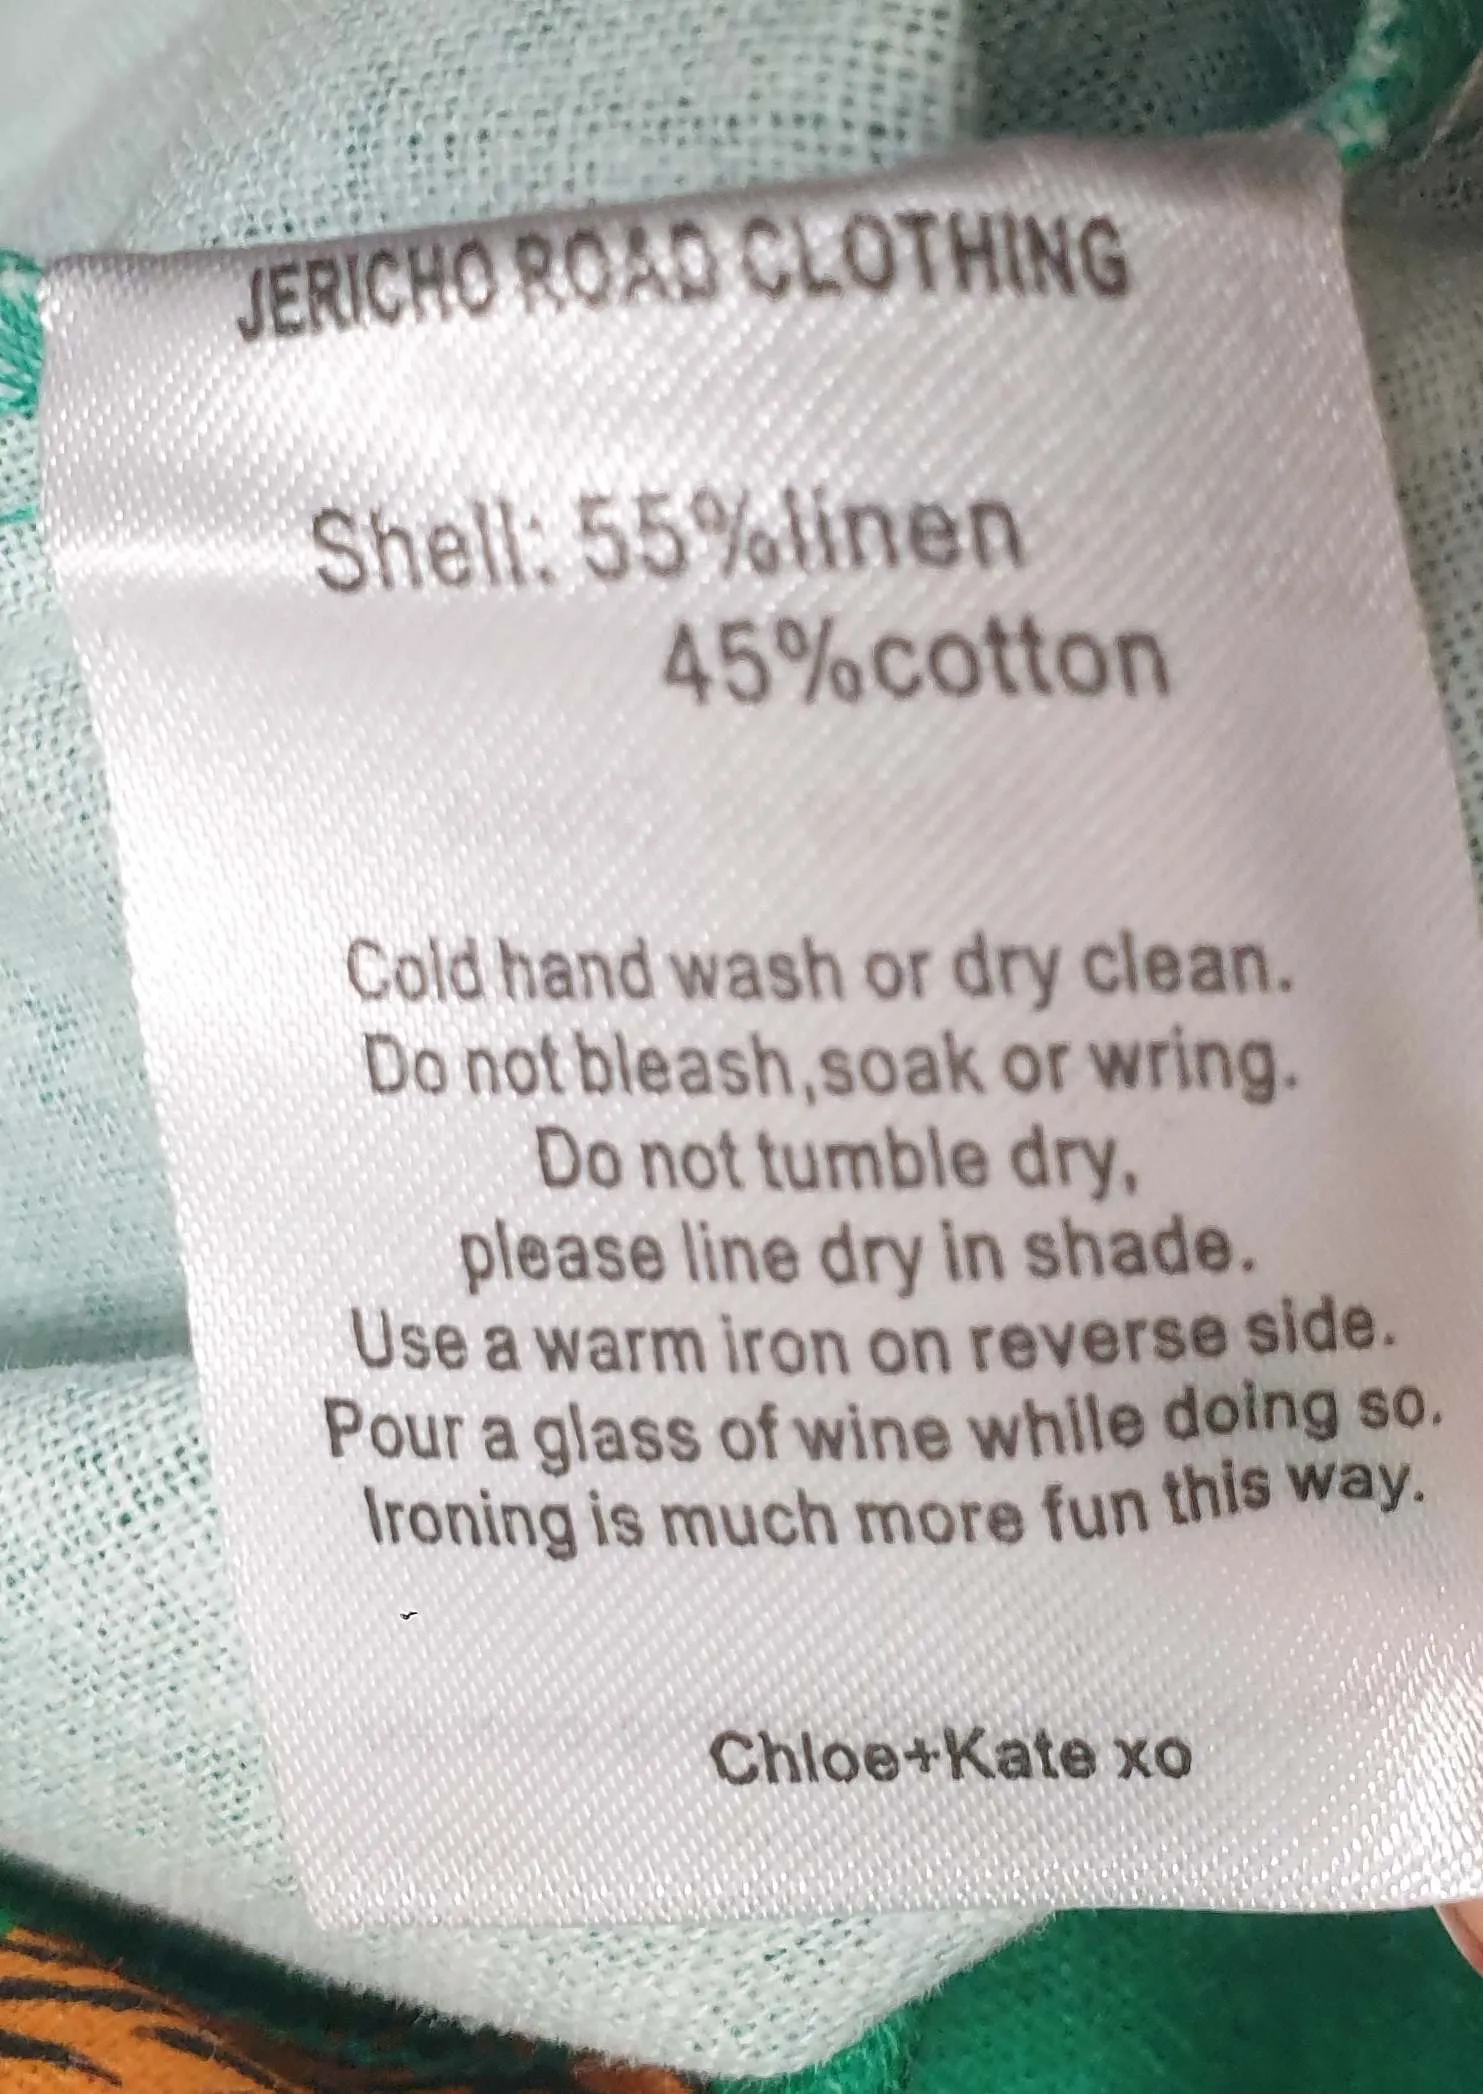 JERICHO ROAD CLOTHING
Shell: 55%linen
45%cotton
Cold hand wash or dry clean.
Do not bleash,soak or wring.
Do not tumble dry,
please line dry in shade.
Use a warm iron on reverse side.
Pour a glass of wine while doing so.
Ironing is much more fun this way.
Chloe+Kate xo